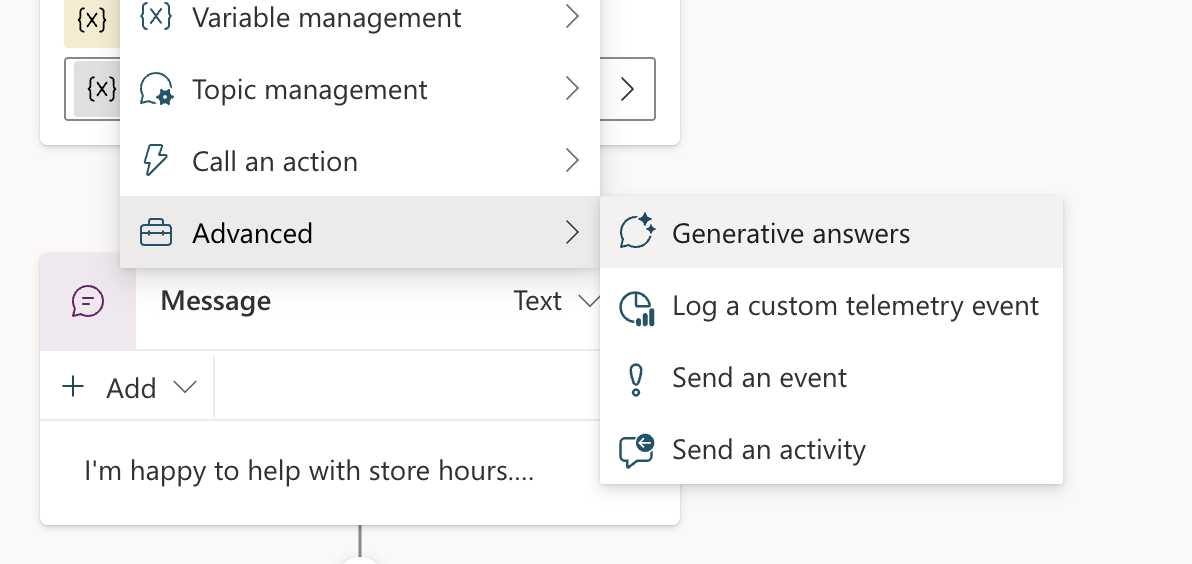 {x}
{x} Variable management
{x}
Topic management
Call an action
Advanced
Generative answers
Log a custom telemetry event
Send an event
Send an activity
Message
Text
+ Add
I'm happy to help with store hours....